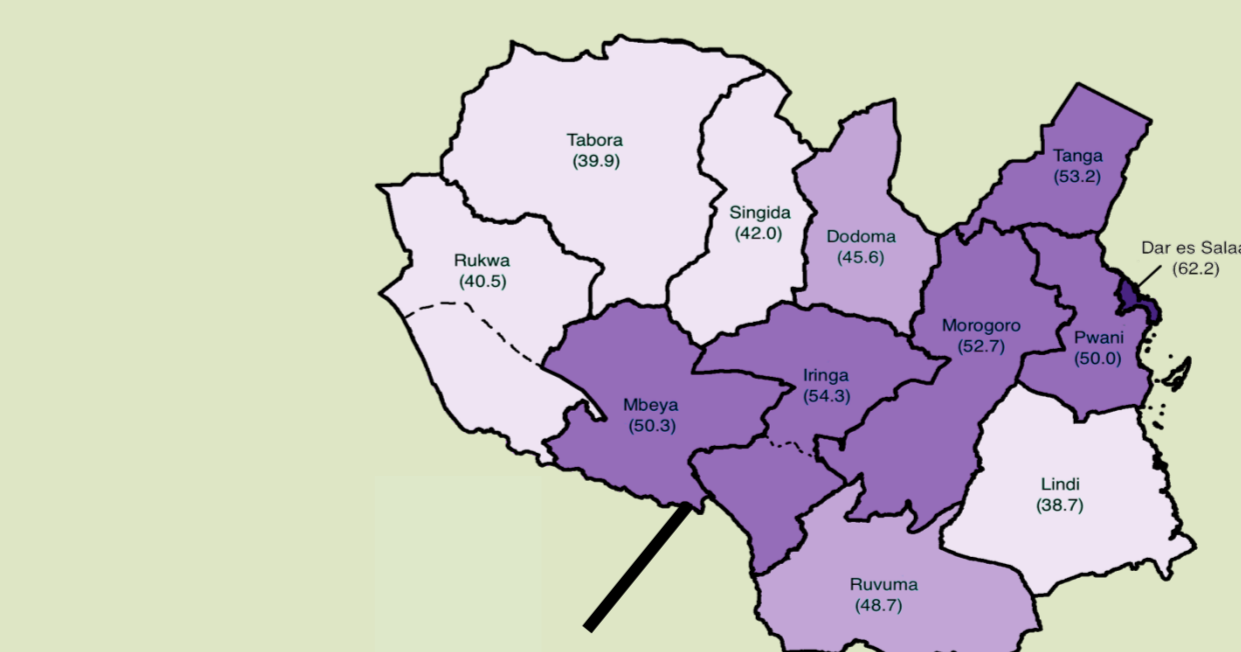 Tabora
(39.9)
Tanga
(53.2)
Singida
(42.0)
Dodoma
(45.6)
Dar es Salaa
(62.2)
Rukwa
(40.5)
Morogoro
(52.7)
Pwani
(50.0)
Iringa
(54.3)
Mbeya
(50.3)
Lindi
(38.7)
Ruvuma
(48.7)